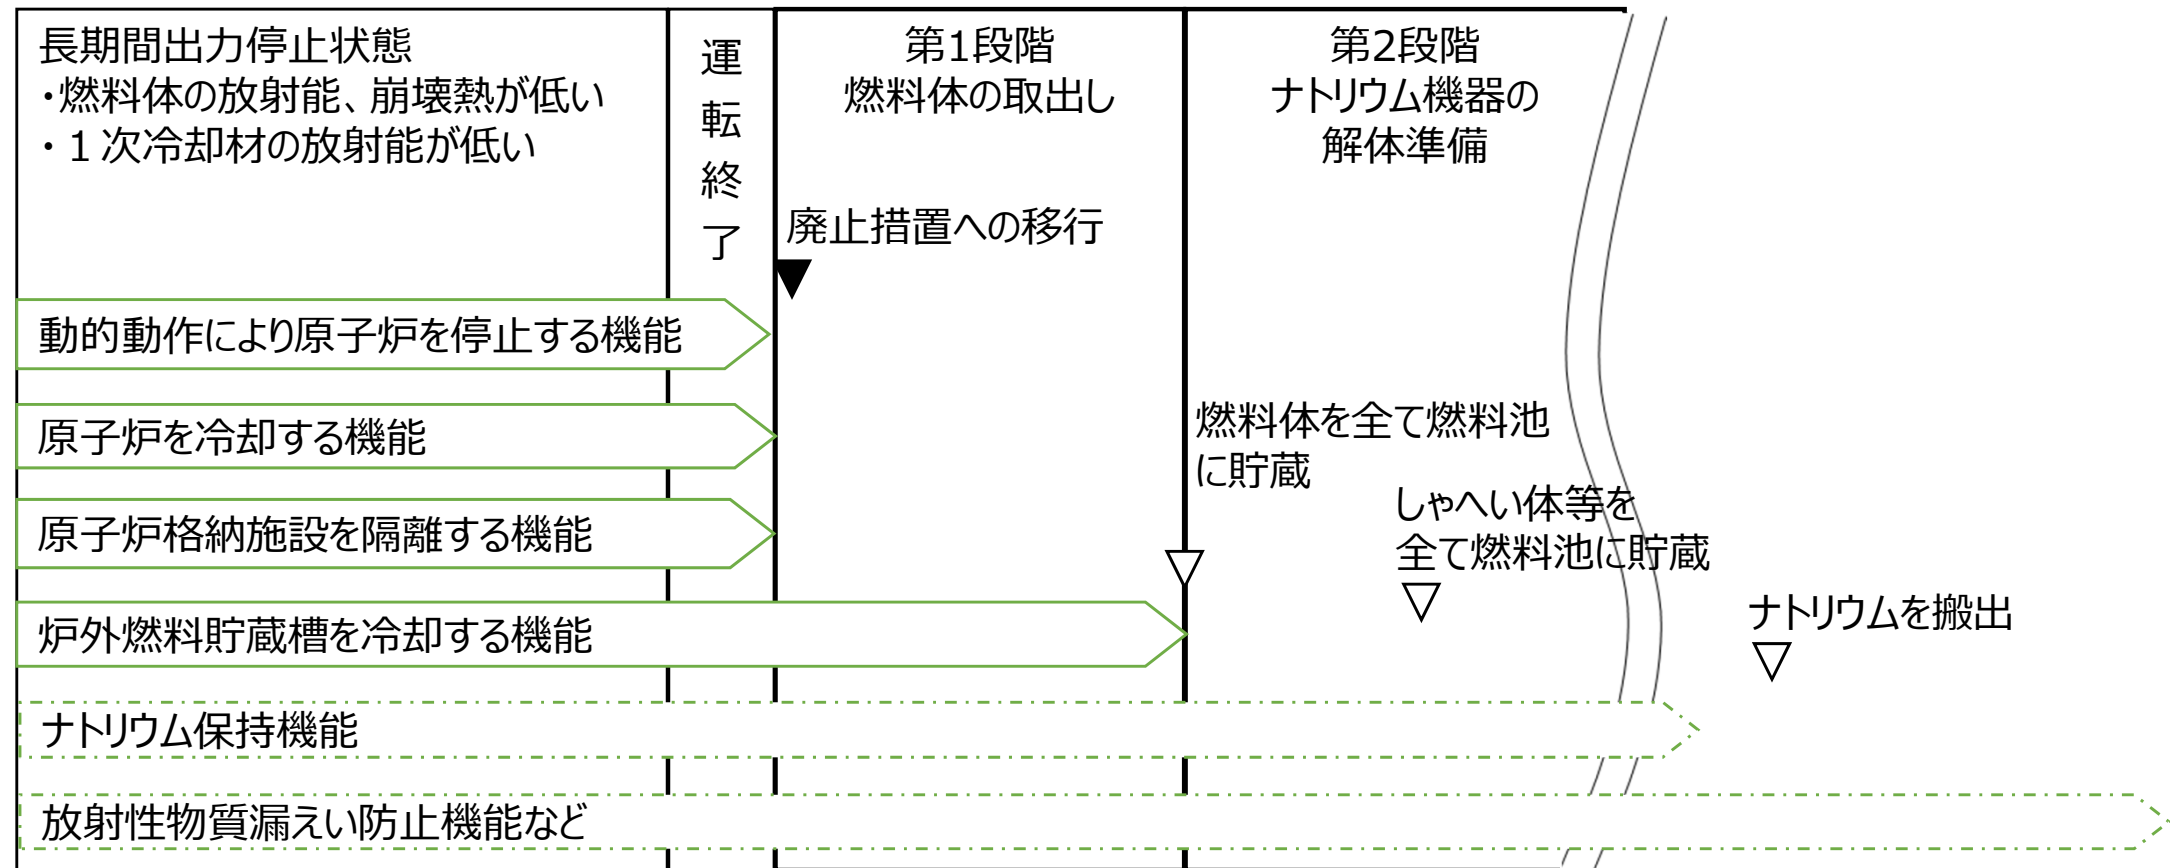 長期間出力停止状態
・燃料体の放射能、崩壊熱が低い
・１次冷却材の放射能が低い
運転終了
第1段階
燃料体の取出し
第2段階
ナトリウム機器の
解体準備
廃止措置への移行
動的動作により原子炉を停止する機能
原子炉を冷却する機能
燃料体を全て燃料池
に貯蔵
しゃへい体等を
全て燃料池に貯蔵
原子炉格納施設を隔離する機能
炉外燃料貯蔵槽を冷却する機能
ナトリウムを搬出
ナトリウム保持機能
放射性物質漏えい防止機能など